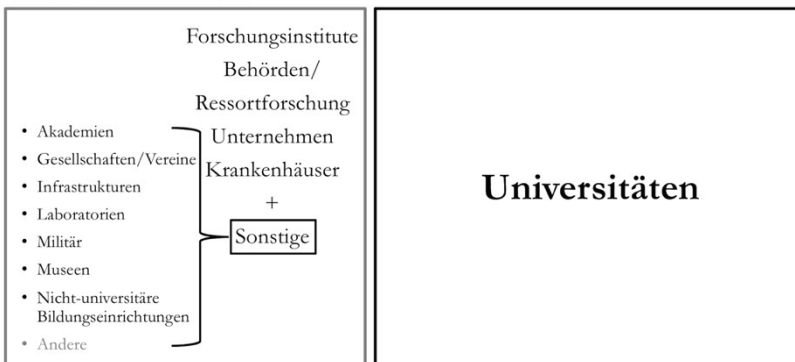 Forschungsinstitute
Behörden/
Ressortforschung
Unternehmen
Krankenhäuser
+
Sonstige
• Akademien
• Gesellschaften/Vereine
• Infrastrukturen
• Laboratorien
• Militär
• Museen
• Nicht-universitäre
Bildungseinrichtungen
• Andere
Universitäten